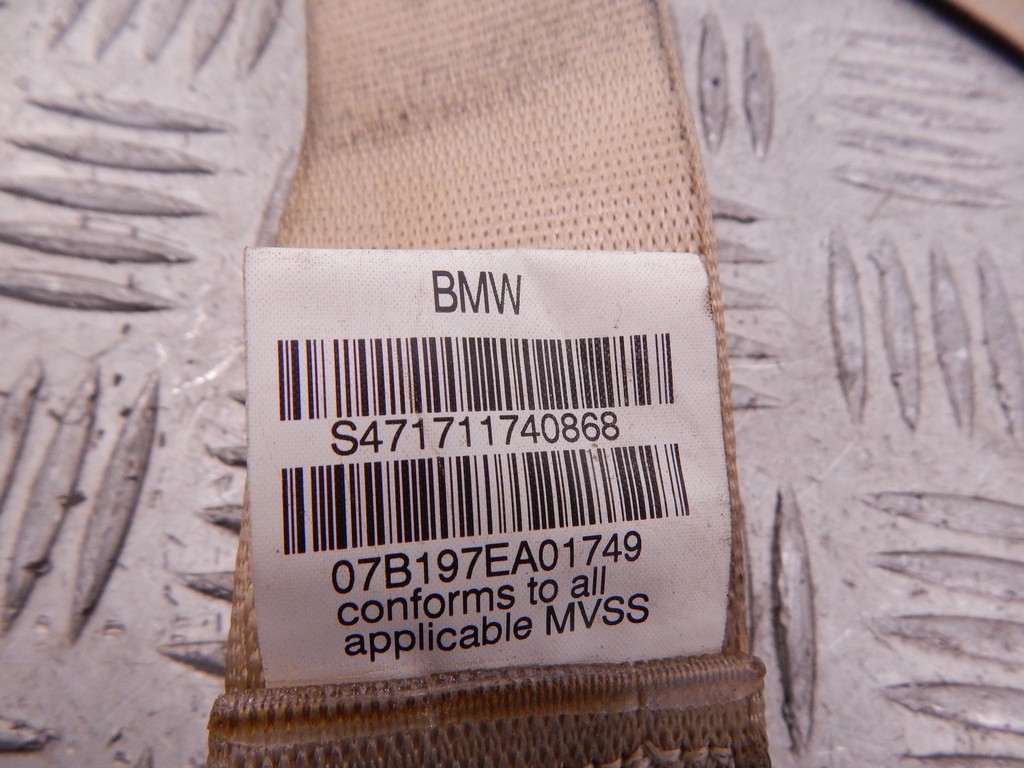 BMW
S471711740868
07B197EA01749
conforms to all
applicable MVSS